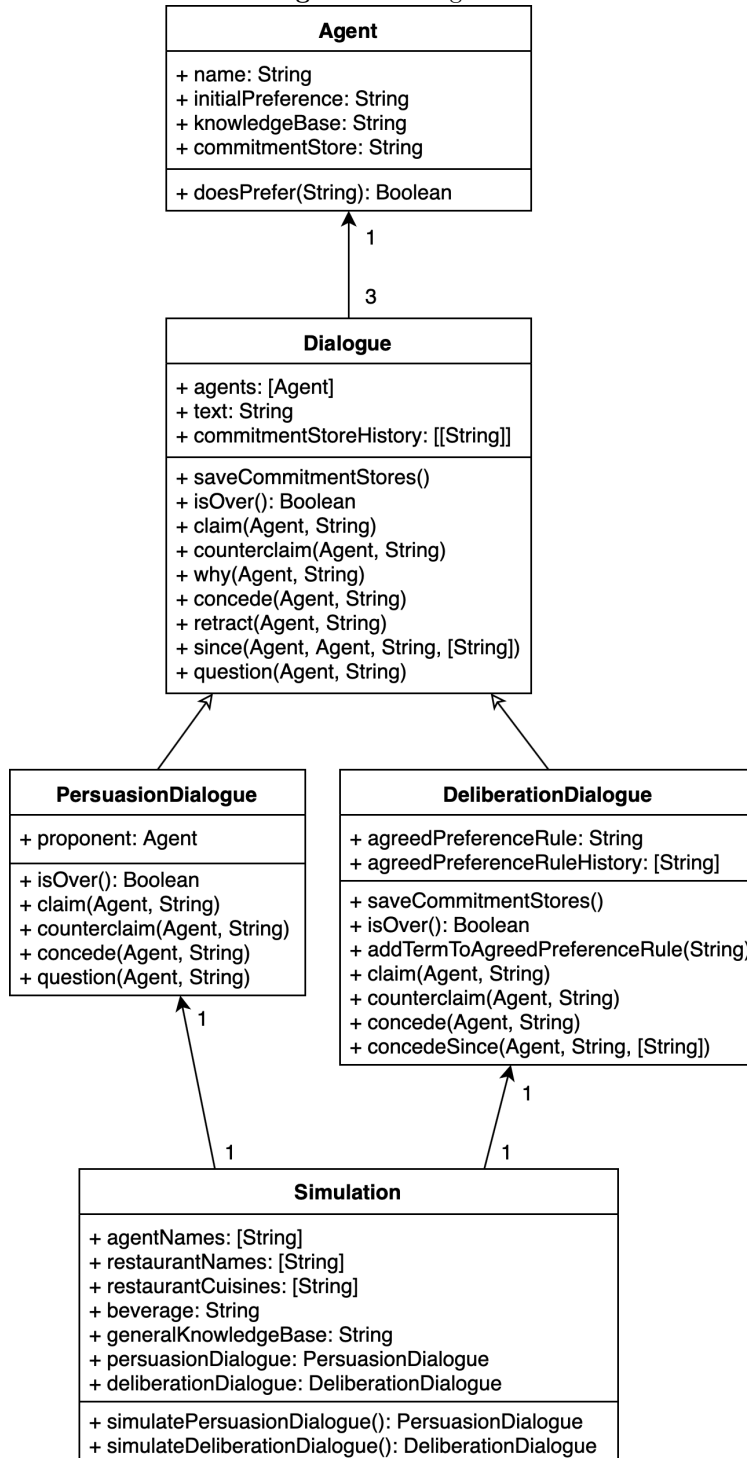 Agent
+ name: String
+ initialPreference: String
+ knowledgeBase: String
+ commitmentStore: String
+ doesPrefer(String): Boolean
1
3
Dialogue
+ agents: [Agent]
+ text: String
+ commitmentStoreHistory: [[String]]
+ saveCommitmentStores()
+ isOver(): Boolean
+ claim(Agent, String)
+ counterclaim(Agent, String)
+ why(Agent, String)
+ concede(Agent, String)
+ retract(Agent, String)
+ since(Agent, Agent, String, [String])
+ question(Agent, String)
PersuasionDialogue
+ proponent: Agent
+ isOver(): Boolean
+ claim(Agent, String)
+ counterclaim(Agent, String)
+ concede(Agent, String)
+ question(Agent, String)
DeliberationDialogue
+ agreedPreferenceRule: String
+ agreedPreferenceRuleHistory: [String]
+ saveCommitmentStores()
+ isOver(): Boolean
+ addTermToAgreedPreferenceRule(String)
+ claim(Agent, String)
+ counterclaim(Agent, String)
+ concede(Agent, String)
+ concedeSince(Agent, String, [String])
1
1
1
1
Simulation
+ agentNames: [String]
+ restaurantNames: [String]
+ restaurantCuisines: [String]
+ beverage: String
+ generalKnowledgeBase: String
+ persuasionDialogue: PersuasionDialogue
+ deliberationDialogue: DeliberationDialogue
+ simulatePersuasionDialogue(): PersuasionDialogue
+ simulateDeliberationDialogue(): DeliberationDialogue